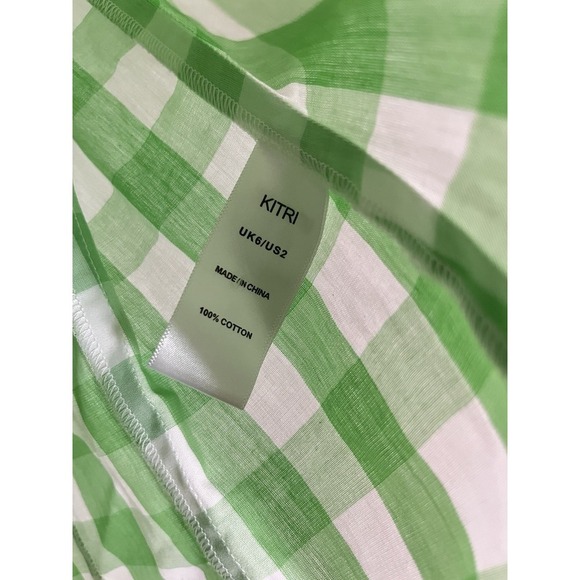 KITRI
UK6/US2
MADE IN CHINA
100% COTTON